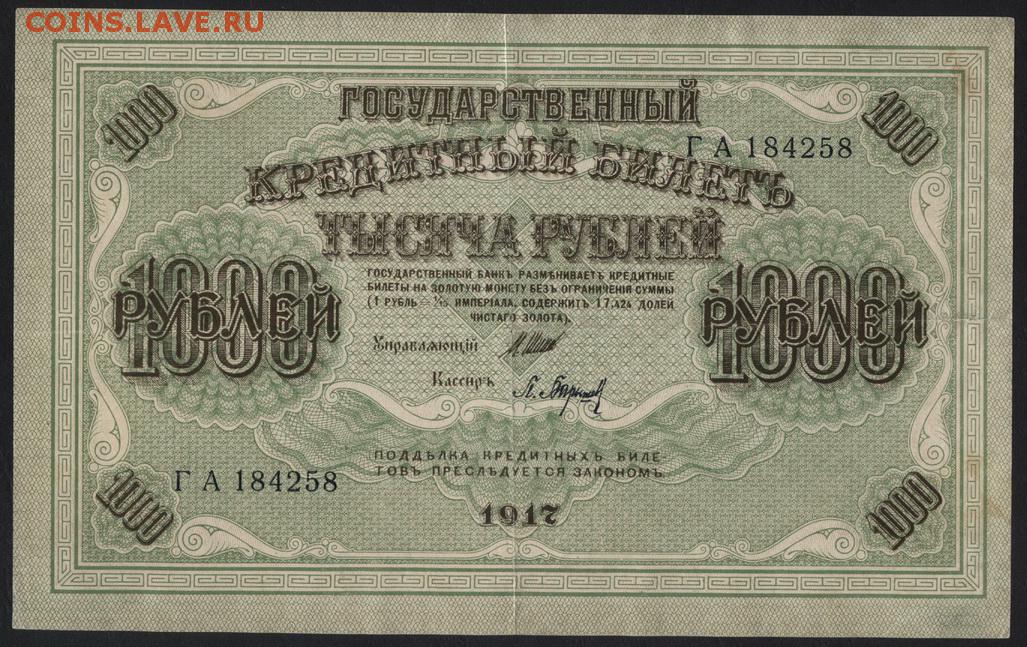 COINS.LAVE.RU
1000 1000
ГОСУДАРСТВЕННЫЙ
ГА 184258
КРЕДИТНЫЙ БИЛЕТЪ
ТЫСЯЧА РУБЛЕЙ
ГОСУДАРСТВЕННЫЙ БАНКЪ РАЗМѢНИВАЕТЪ КРЕДИТНЫЕ
БИЛЕТЫ НА ЗОЛОТУЮ МОНЕТУ БЕЗЪ ОГРАНИЧЕНІЯ СУММЫ
(1 РУБЛЬ = 1/15 ИМПЕРІАЛА, СОДЕРЖИТЪ 17,424 ДОЛЕЙ
ЧИСТАГО ЗОЛОТА).
1000 РУБЛЕЙ
1000 РУБЛЕЙ
Управляющій
Кассиръ
ПОДДѢЛКА КРЕДИТНЫХЪ БИЛЕ-
ТОВЪ ПРЕСЛѢДУЕТСЯ ЗАКОНОМЪ.
ГА 184258
1917
1000 1000